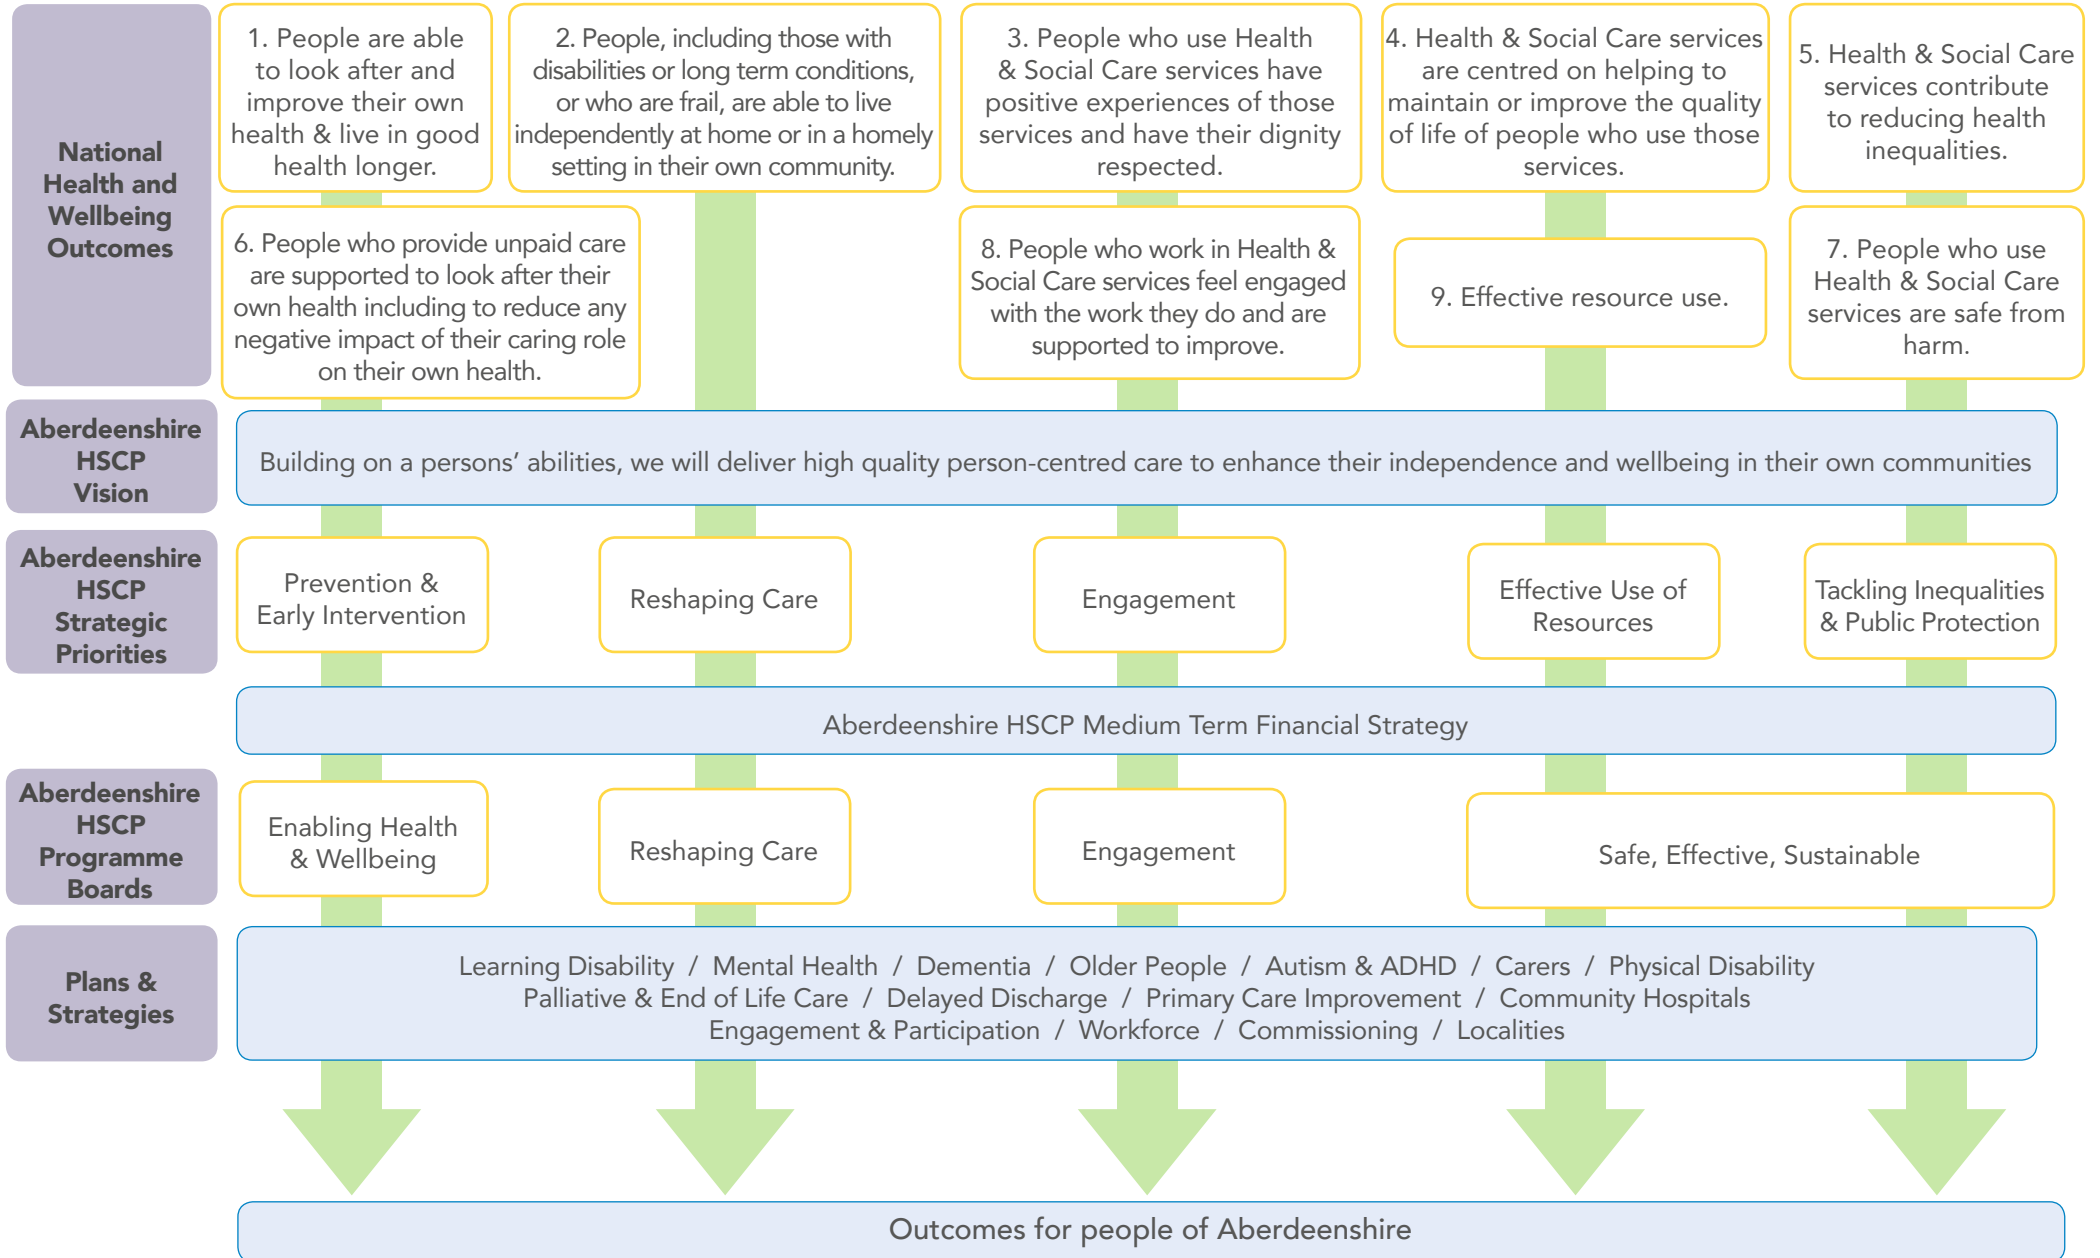 National
Health and
Wellbeing
Outcomes
1. People are able
to look after and
improve their own
health & live in good
health longer.
2. People, including those with
disabilities or long term conditions,
or who are frail, are able to live
independently at home or in a homely
setting in their own community.
3. People who use Health
& Social Care services have
positive experiences of those
services and have their dignity
respected.
4. Health & Social Care services
are centred on helping to
maintain or improve the quality
of life of people who use those
services.
5. Health & Social Care
services contribute
to reducing health
inequalities.
6. People who provide unpaid care
are supported to look after their
own health including to reduce any
negative impact of their caring role
on their own health.
8. People who work in Health &
Social Care services feel engaged
with the work they do and are
supported to improve.
9. Effective resource use.
7. People who use
Health & Social Care
services are safe from
harm.
Aberdeenshire
HSCP
Vision
Building on a persons’ abilities, we will deliver high quality person-centred care to enhance their independence and wellbeing in their own communities
Aberdeenshire
HSCP
Strategic
Priorities
Prevention &
Early Intervention
Reshaping Care
Engagement
Effective Use of
Resources
Tackling Inequalities
& Public Protection
Aberdeenshire HSCP Medium Term Financial Strategy
Aberdeenshire
HSCP
Programme
Boards
Enabling Health
& Wellbeing
Reshaping Care
Engagement
Safe, Effective, Sustainable
Plans &
Strategies
Learning Disability / Mental Health / Dementia / Older People / Autism & ADHD / Carers / Physical Disability
Palliative & End of Life Care / Delayed Discharge / Primary Care Improvement / Community Hospitals
Engagement & Participation / Workforce / Commissioning / Localities
Outcomes for people of Aberdeenshire